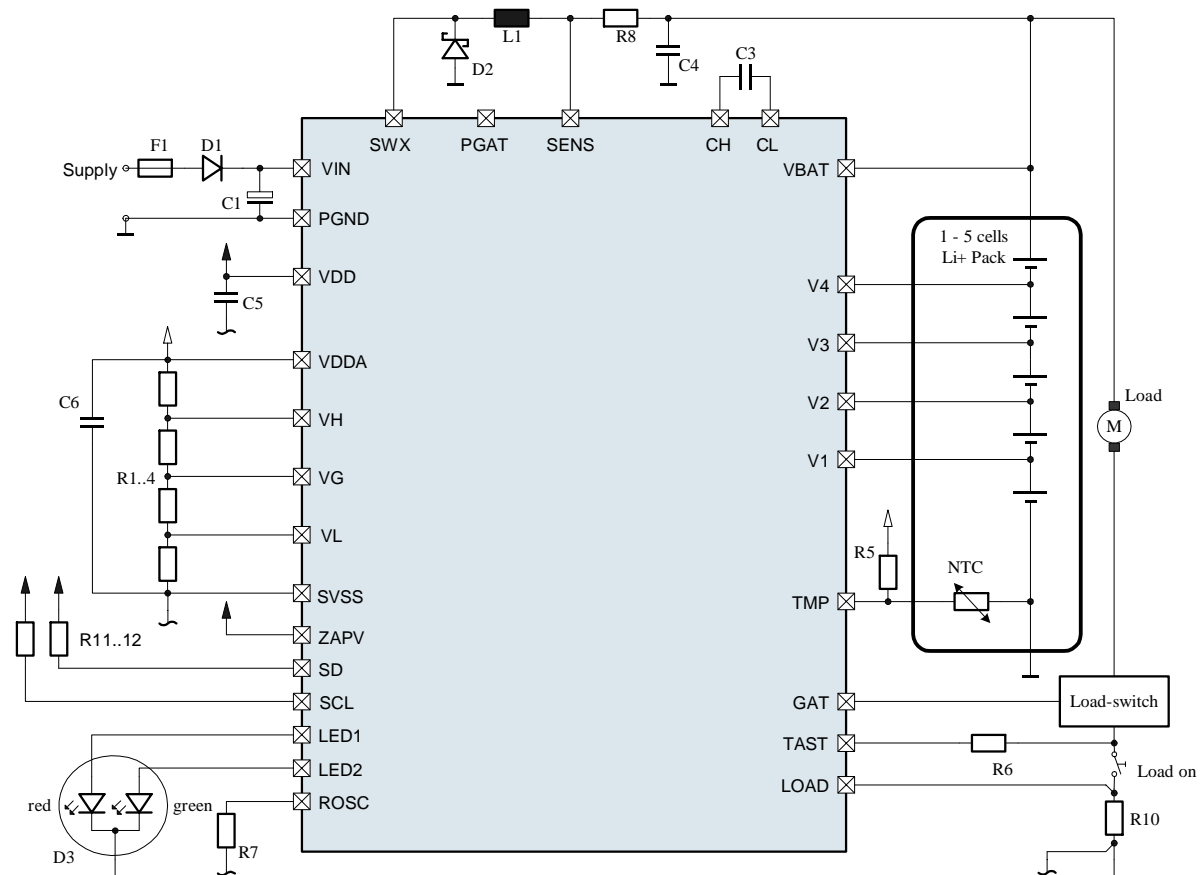 L1
R8
D2
C4
C3
SWX
PGAT
SENS
CH
CL
F1
D1
Supply
C1
VIN
PGND
VDD
C5
VDDA
C6
VH
R1..4
VG
VL
SVSS
ZAPV
R11..12
SD
SCL
LED1
LED2
ROSC
red
green
D3
R7
VBAT
1 - 5 cells
Li+ Pack
V4
V3
V2
V1
Load
M
R5
NTC
TMP
GAT
Load-switch
TAST
R6
Load on
LOAD
R10